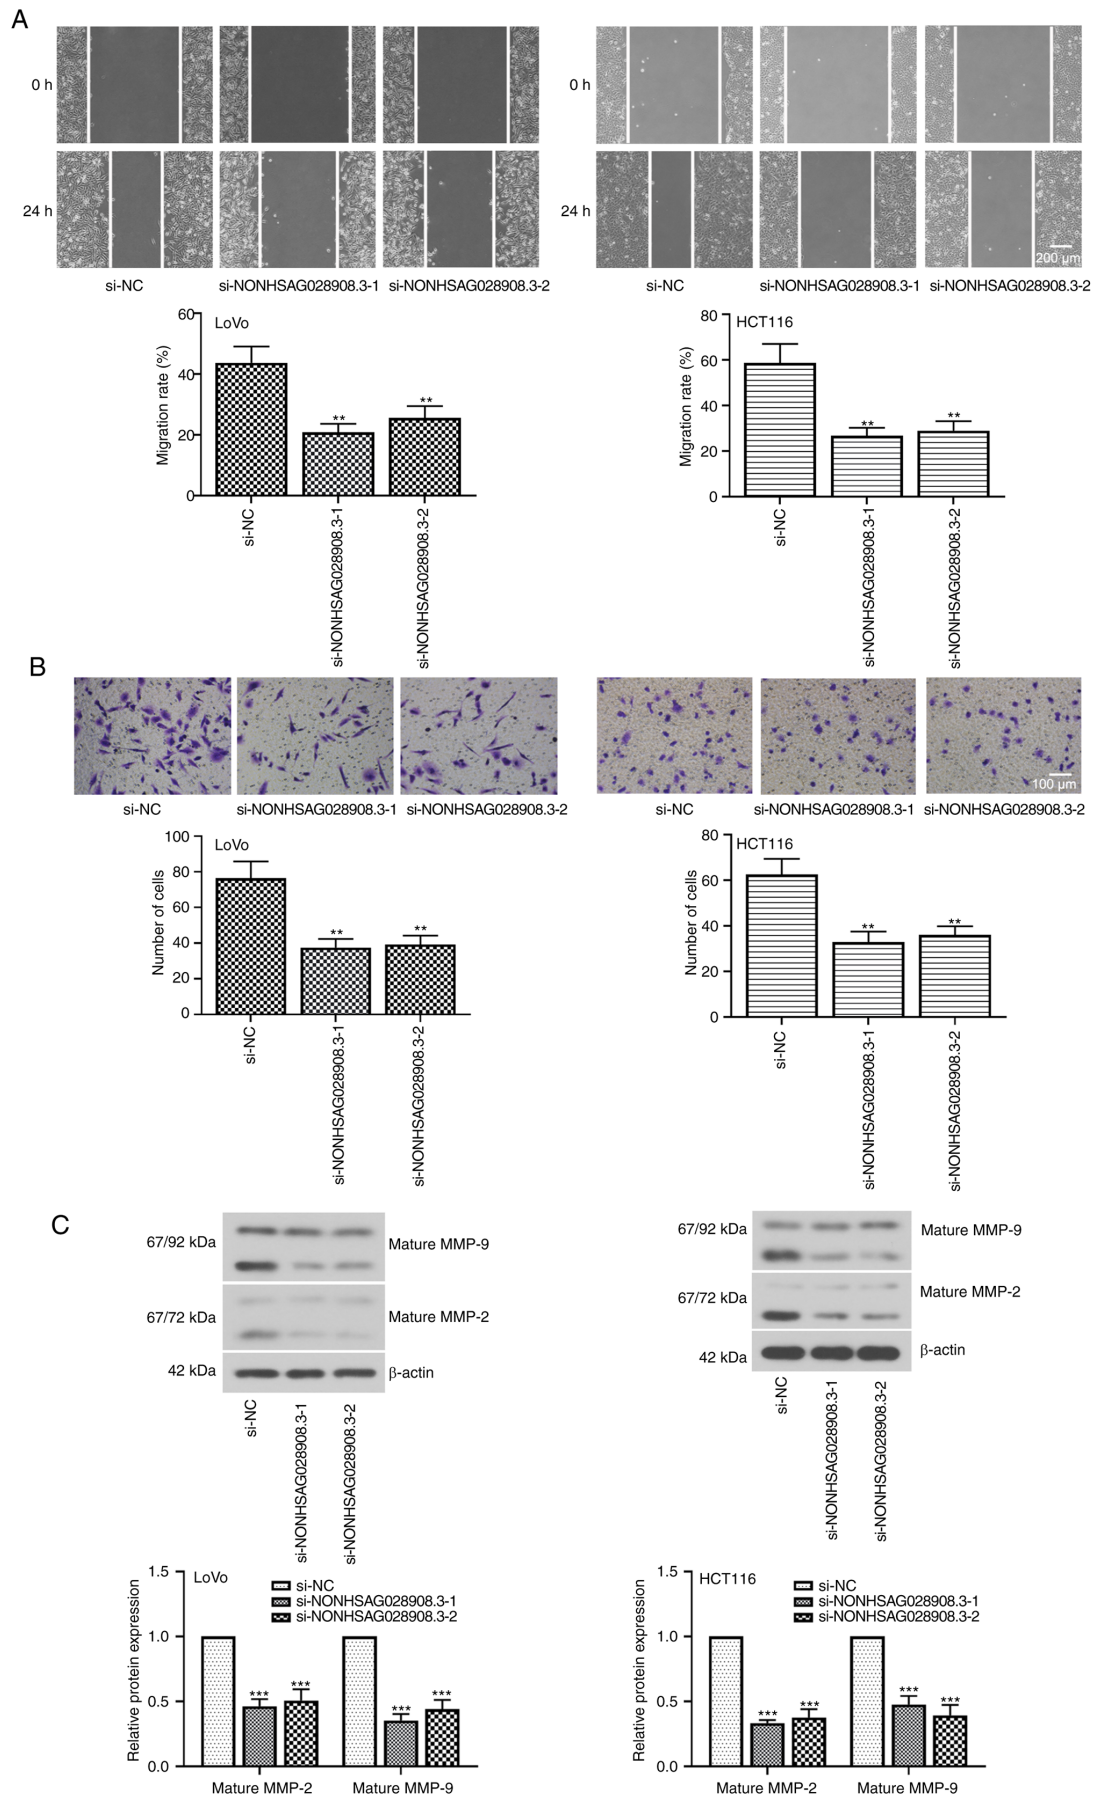 A
0 h
0 h
24 h
24 h
200 µm
si-NC
si-NONHSAG028908.3-1
si-NONHSAG028908.3-2
si-NC
si-NONHSAG028908.3-1
si-NONHSAG028908.3-2
LoVo
Migration rate (%)
60
40
20
0
si-NC
si-NONHSAG028908.3-1
si-NONHSAG028908.3-2
**
**
HCT116
Migration rate (%)
80
60
40
20
0
si-NC
si-NONHSAG028908.3-1
si-NONHSAG028908.3-2
**
**
B
100 µm
si-NC
si-NONHSAG028908.3-1
si-NONHSAG028908.3-2
si-NC
si-NONHSAG028908.3-1
si-NONHSAG028908.3-2
LoVo
Number of cells
100
80
60
40
20
0
si-NC
si-NONHSAG028908.3-1
si-NONHSAG028908.3-2
**
**
HCT116
Number of cells
80
60
40
20
0
si-NC
si-NONHSAG028908.3-1
si-NONHSAG028908.3-2
**
**
C
67/92 kDa
Mature MMP-9
67/72 kDa
Mature MMP-2
42 kDa
β-actin
si-NC
si-NONHSAG028908.3-1
si-NONHSAG028908.3-2
67/92 kDa
Mature MMP-9
67/72 kDa
Mature MMP-2
42 kDa
β-actin
si-NC
si-NONHSAG028908.3-1
si-NONHSAG028908.3-2
LoVo
si-NC
si-NONHSAG028908.3-1
si-NONHSAG028908.3-2
Relative protein expression
1.5
1.0
0.5
0.0
***
***
***
***
Mature MMP-2
Mature MMP-9
HCT116
si-NC
si-NONHSAG028908.3-1
si-NONHSAG028908.3-2
Relative protein expression
1.5
1.0
0.5
0.0
***
***
***
***
Mature MMP-2
Mature MMP-9